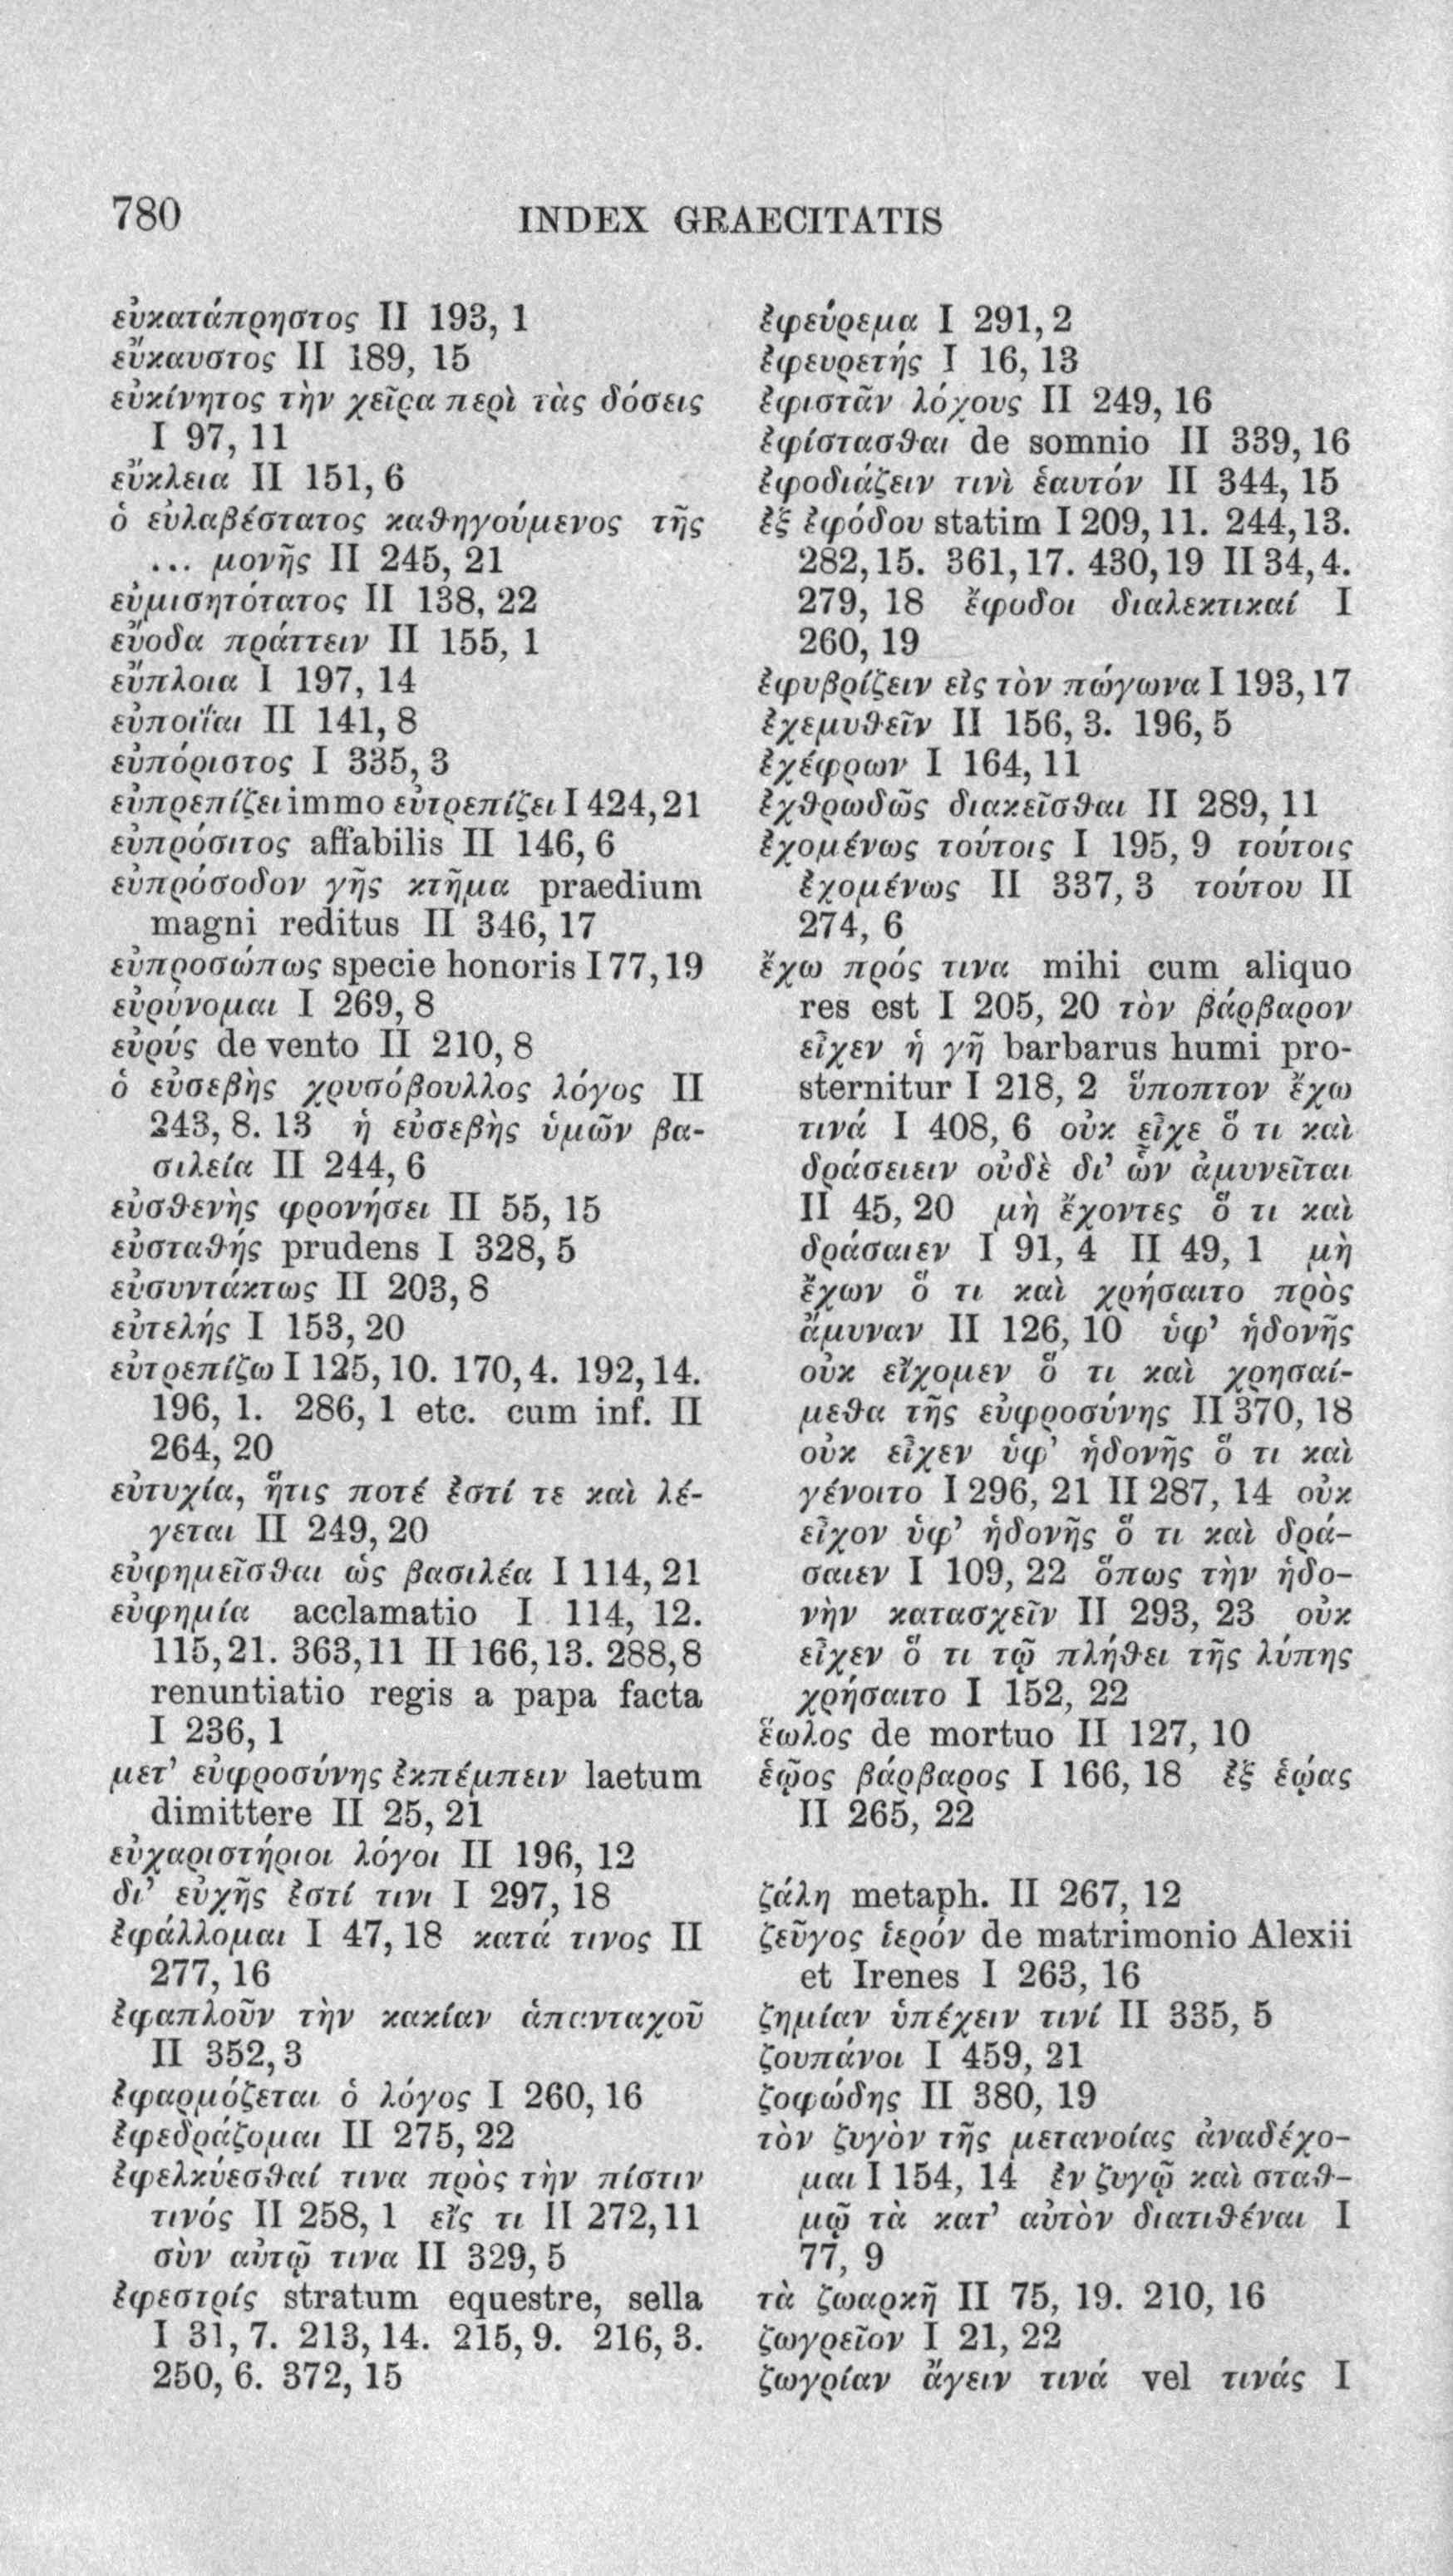 780
INDEX GRAECITATIS
εὐκατάπρηστος II 193, 1
εὔκαυστος II 189, 15
εὐκίνητος τὴν χεῖρα περὶ τὰς δόσεις
I 97, 11
εὔκλεια II 151, 6
ὁ εὐλαβέστατος καθηγούμενος τῆς
... μονῆς II 245, 21
εὐμισητότατος II 138, 22
εὔοδα πράττειν II 155, 1
εὔπλοια I 197, 14
εὐποιΐαι II 141, 8
εὐπόριστος I 335, 3
εὐπρεπίζει immo εὐτρεπίζει I 424, 21
εὐπρόσιτος affabilis II 146, 6
εὐπρόσοδον γῆς κτῆμα praedium
magni reditus II 346, 17
εὐπροσώπως specie honoris I 77, 19
εὐρύνομαι I 269, 8
εὐρύς de vento II 210, 8
ὁ εὐσεβὴς χρυσόβουλλος λόγος II
243, 8. 13 ἡ εὐσεβὴς ὑμῶν βα-
σιλεία II 244, 6
εὐσθενὴς φρονήσει II 55, 15
εὐσταθής prudens I 328, 5
εὐσυντάκτως II 203, 8
εὐτελής I 153, 20
εὐτρεπίζω I 125, 10. 170, 4. 192, 14.
196, 1. 286, 1 etc. cum inf. II
264, 20
εὐτυχία, ἥτις ποτέ ἐστί τε καὶ λέ-
γεται II 249, 20
εὐφημεῖσθαι ὡς βασιλέα I 114, 21
εὐφημία acclamatio I 114, 12.
115, 21. 363, 11 II 166, 13. 288, 8
renuntiatio regis a papa facta
I 236, 1
μετ' εὐφροσύνης ἐκπέμπειν laetum
dimittere II 25, 21
εὐχαριστήριοι λόγοι II 196, 12
δι' εὐχῆς ἐστί τινι I 297, 18
ἐφάλλομαι I 47, 18 κατά τινος II
277, 16
ἐφαπλοῦν τὴν κακίαν ἁπανταχοῦ
II 352, 3
ἐφαρμόζεται ὁ λόγος I 260, 16
ἐφεδράζομαι II 275, 22
ἐφελκύεσθαί τινα πρὸς τὴν πίστιν
τινός II 258, 1 εἴς τι II 272, 11
σὺν αὐτῷ τινα II 329, 5
ἐφεστρίς stratum equestre, sella
I 31, 7. 213, 14. 215, 9. 216, 3.
250, 6. 372, 15
ἐφεύρεμα I 291, 2
ἐφευρετής I 16, 13
ἐφιστᾶν λόχους II 249, 16
ἐφίστασθαι de somnio II 339, 16
ἐφοδιάζειν τινὶ ἑαυτόν II 344, 15
ἐξ ἐφόδου statim I 209, 11. 244, 13.
282, 15. 361, 17. 430, 19 II 34, 4.
279, 18 ἔφοδοι διαλεκτικαί I
260, 19
ἐφυβρίζειν εἰς τὸν πώγωνα I 193, 17
ἐχεμυθεῖν II 156, 3. 196, 5
ἐχέφρων I 164, 11
ἐχθρωδῶς διακεῖσθαι II 289, 11
ἐχομένως τούτοις I 195, 9 τούτοις
ἐχομένως II 337, 3 τούτου II
274, 6
ἔχω πρός τινα mihi cum aliquo
res est I 205, 20 τὸν βάρβαρον
εἶχεν ἡ γῆ barbarus humi pro-
sternitur I 218, 2 ὕποπτον ἔχω
τινά I 408, 6 οὐκ εἶχε ὅ τι καὶ
δράσειειν οὐδὲ δι' ὧν ἀμυνεῖται
II 45, 20 μὴ ἔχοντες ὅ τι καὶ
δράσαιεν I 91, 4 II 49, 1 μὴ
ἔχων ὅ τι καὶ χρήσαιτο πρὸς
ἄμυναν II 126, 10 ὑφ' ἡδονῆς
οὐκ εἴχομεν ὅ τι καὶ χρησαί-
μεθα τῆς εὐφροσύνης II 370, 18
οὐκ εἶχεν ὑφ' ἡδονῆς ὅ τι καὶ
γένοιτο I 296, 21 II 287, 14 οὐκ
εἶχον ὑφ' ἡδονῆς ὅ τι καὶ δρά-
σαιεν I 109, 22 ὅπως τὴν ἡδο-
νὴν κατασχεῖν II 293, 23 οὐκ
εἶχεν ὅ τι τῷ πλήθει τῆς λύπης
χρήσαιτο I 152, 22
ἕωλος de mortuo II 127, 10
ἑῷος βάρβαρος I 166, 18 ἐξ ἑῴας
II 265, 22
ζάλη metaph. II 267, 12
ζεῦγος ἱερόν de matrimonio Alexii
et Irenes I 263, 16
ζημίαν ὑπέχειν τινί II 335, 5
ζουπάνοι I 459, 21
ζοφώδης II 380, 19
τὸν ζυγὸν τῆς μετανοίας ἀναδέχο-
μαι I 154, 14 ἐν ζυγῷ καὶ σταθ-
μῷ τὰ κατ' αὐτὸν διατιθέναι I
77, 9
τὰ ζωαρκῆ II 75, 19. 210, 16
ζωγρεῖον I 21, 22
ζωγρίαν ἄγειν τινά vel τινάς I